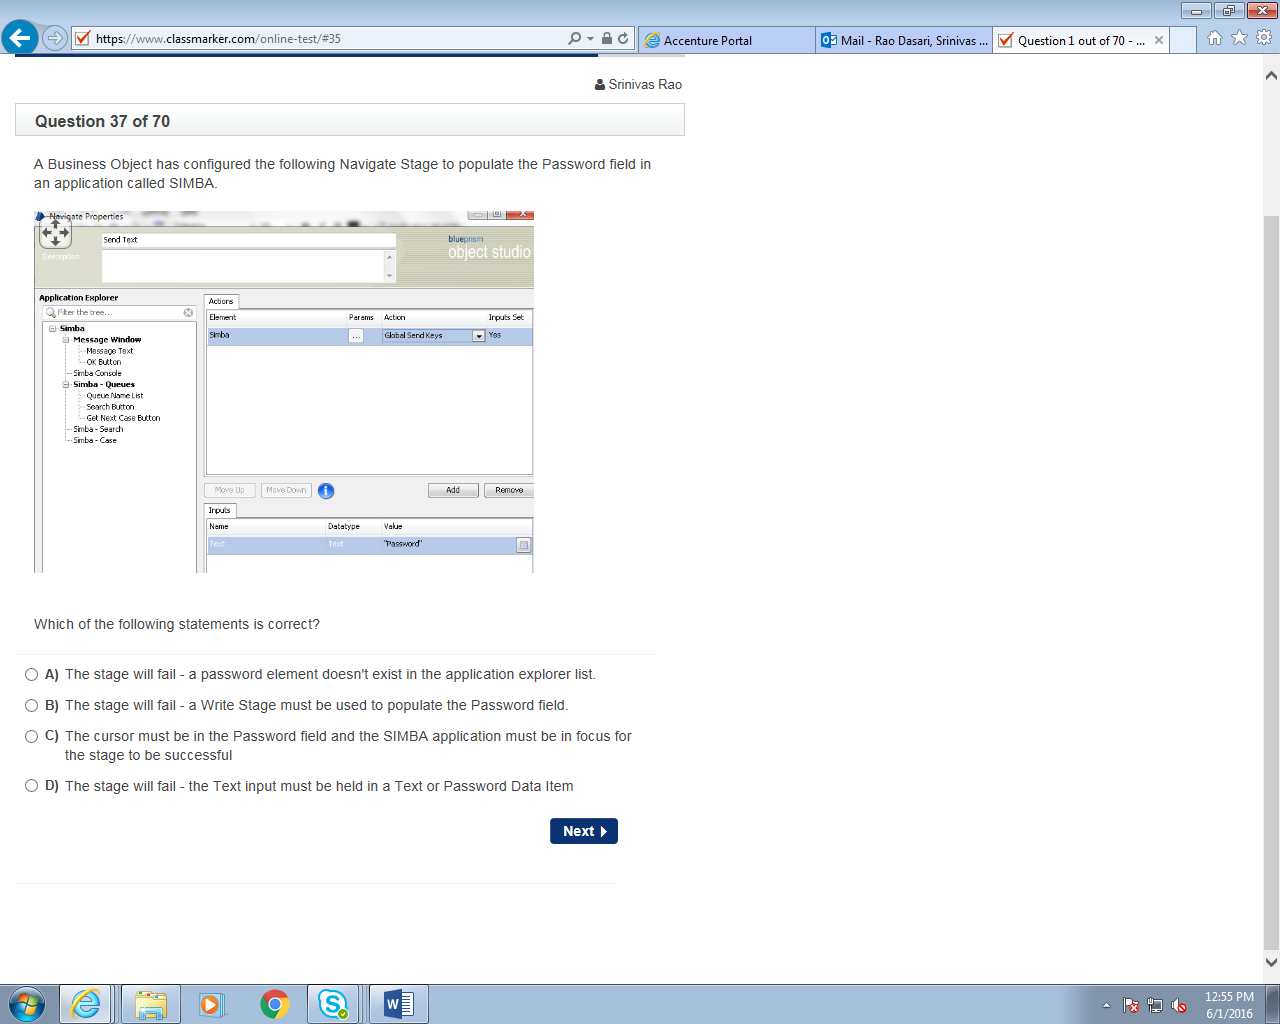 https://www.classmarker.com/online-test/#35
Accenture Portal
Mail - Rao Dasari, Srinivas ...
Question 1 out of 70 - ...
Srinivas Rao
Question 37 of 70
A Business Object has configured the following Navigate Stage to populate the Password field in
an application called SIMBA.
Navigate Properties
Send Text
Description:
blueprism
object studio
Application Explorer
Filter the tree...
Simba
Message Window
Message Text
OK Button
Simba Console
Simba - Queues
Queue Name List
Search Button
Get Next Case Button
Simba - Search
Simba - Case
Actions
Element Params Action Inputs Set
Simba ... Global Send Keys Yes
Move Up Move Down Add Remove
Inputs
Name Datatype Value
Text Text "Password"
Which of the following statements is correct?
A) The stage will fail - a password element doesn't exist in the application explorer list.
B) The stage will fail - a Write Stage must be used to populate the Password field.
C) The cursor must be in the Password field and the SIMBA application must be in focus for
the stage to be successful
D) The stage will fail - the Text input must be held in a Text or Password Data Item
Next
12:55 PM
6/1/2016